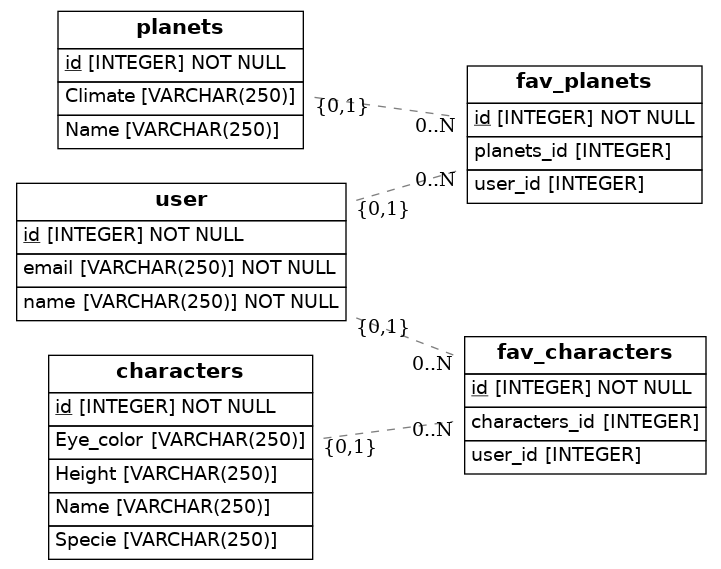 planets
id [INTEGER] NOT NULL
Climate [VARCHAR(250)]
Name [VARCHAR(250)]
{0,1}
0..N
fav_planets
id [INTEGER] NOT NULL
planets_id [INTEGER]
user_id [INTEGER]
0..N
{0,1}
user
id [INTEGER] NOT NULL
email [VARCHAR(250)] NOT NULL
name [VARCHAR(250)] NOT NULL
{0,1}
0..N
fav_characters
id [INTEGER] NOT NULL
characters_id [INTEGER]
user_id [INTEGER]
0..N
{0,1}
characters
id [INTEGER] NOT NULL
Eye_color [VARCHAR(250)]
Height [VARCHAR(250)]
Name [VARCHAR(250)]
Specie [VARCHAR(250)]